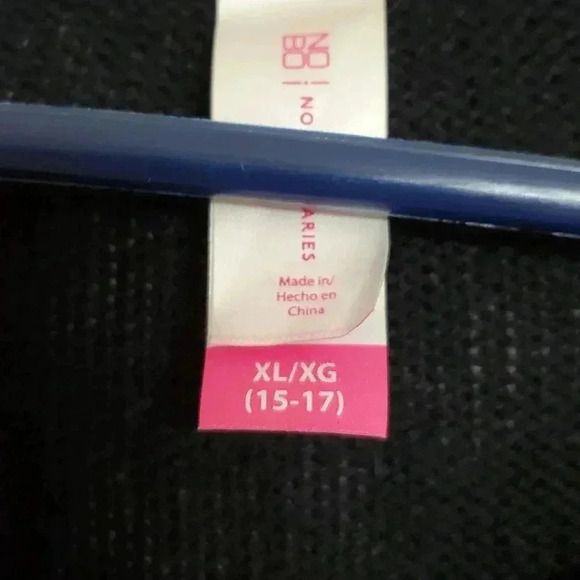 NO
BO
NO ARIES
Made in/
Hecho en
China
XL/XG
(15-17)